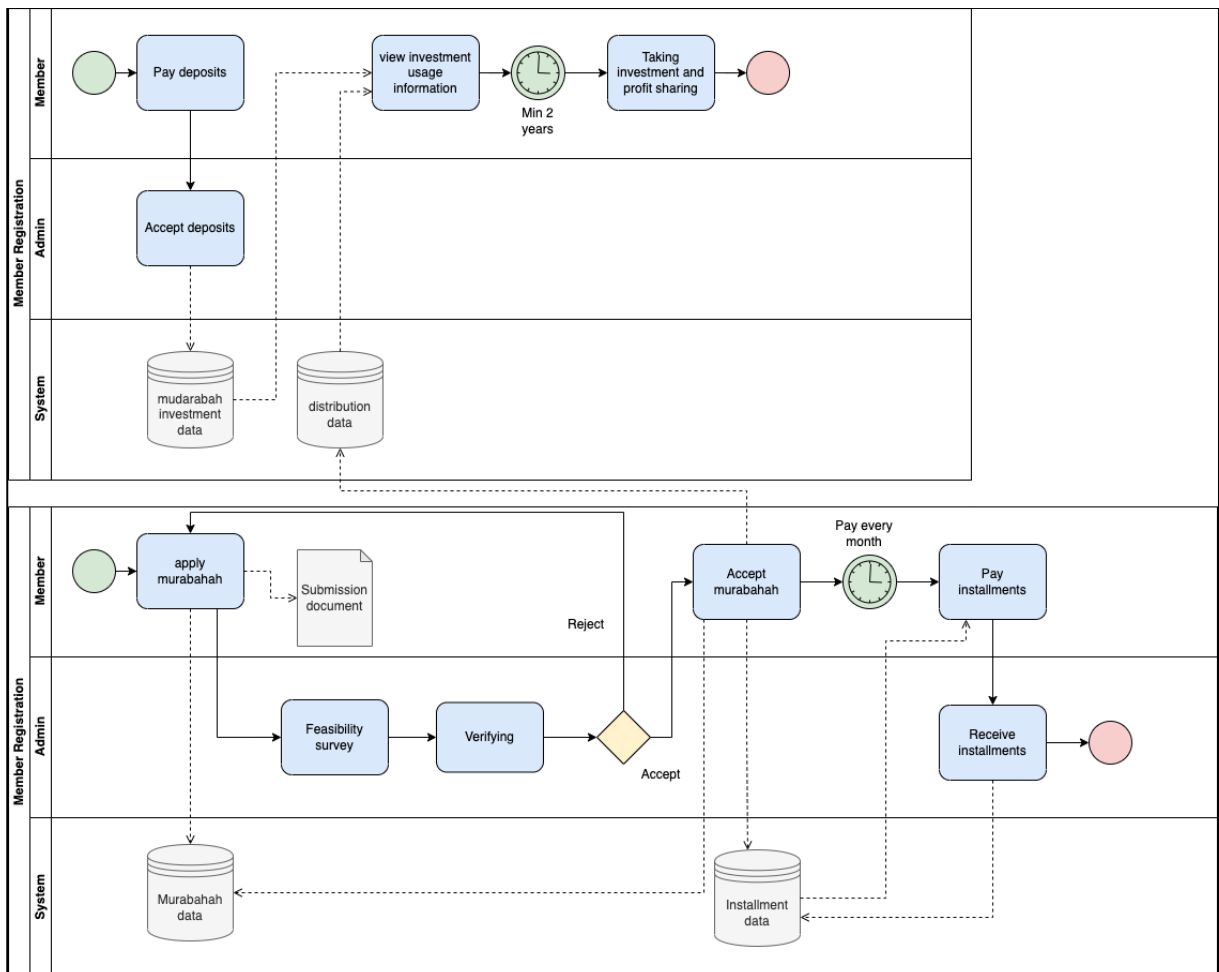 Member Registration
Member
Pay deposits
view investment
usage
information
Min 2
years
Taking
investment and
profit sharing
Admin
Accept deposits
System
mudarabah
investment
data
distribution
data
Member Registration
Member
apply
murabahah
Submission
document
Reject
Accept
murabahah
Pay every
month
Pay
installments
Admin
Feasibility
survey
Verifying
Accept
Receive
installments
System
Murabahah
data
Installment
data